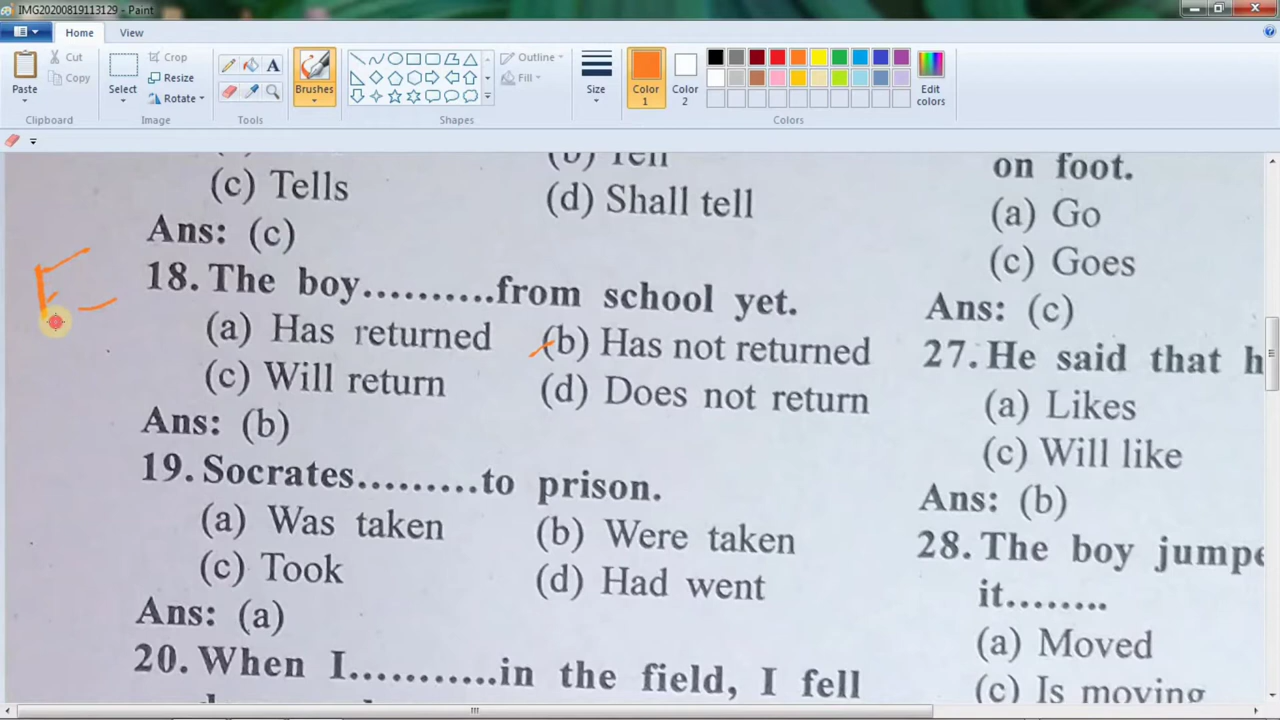 IMG20200819113129 - Paint
Home
View
Paste
Cut
Copy
Clipboard
Select
Crop
Resize
Rotate
Image
Tools
Brushes
Shapes
Outline
Fill
Size
Color
1
Color
2
Edit
colors
Colors
(b) Tell
(c) Tells
(d) Shall tell
Ans: (c)
18. The boy..........from school yet.
(a) Has returned
(b) Has not returned
(c) Will return
(d) Does not return
Ans: (b)
19. Socrates.........to prison.
(a) Was taken
(b) Were taken
(c) Took
(d) Had went
Ans: (a)
20. When I...........in the field, I fell
on foot.
(a) Go
(c) Goes
Ans: (c)
27. He said that h
(a) Likes
(c) Will like
Ans: (b)
28. The boy jumpe
it........
(a) Moved
(c) Is moving